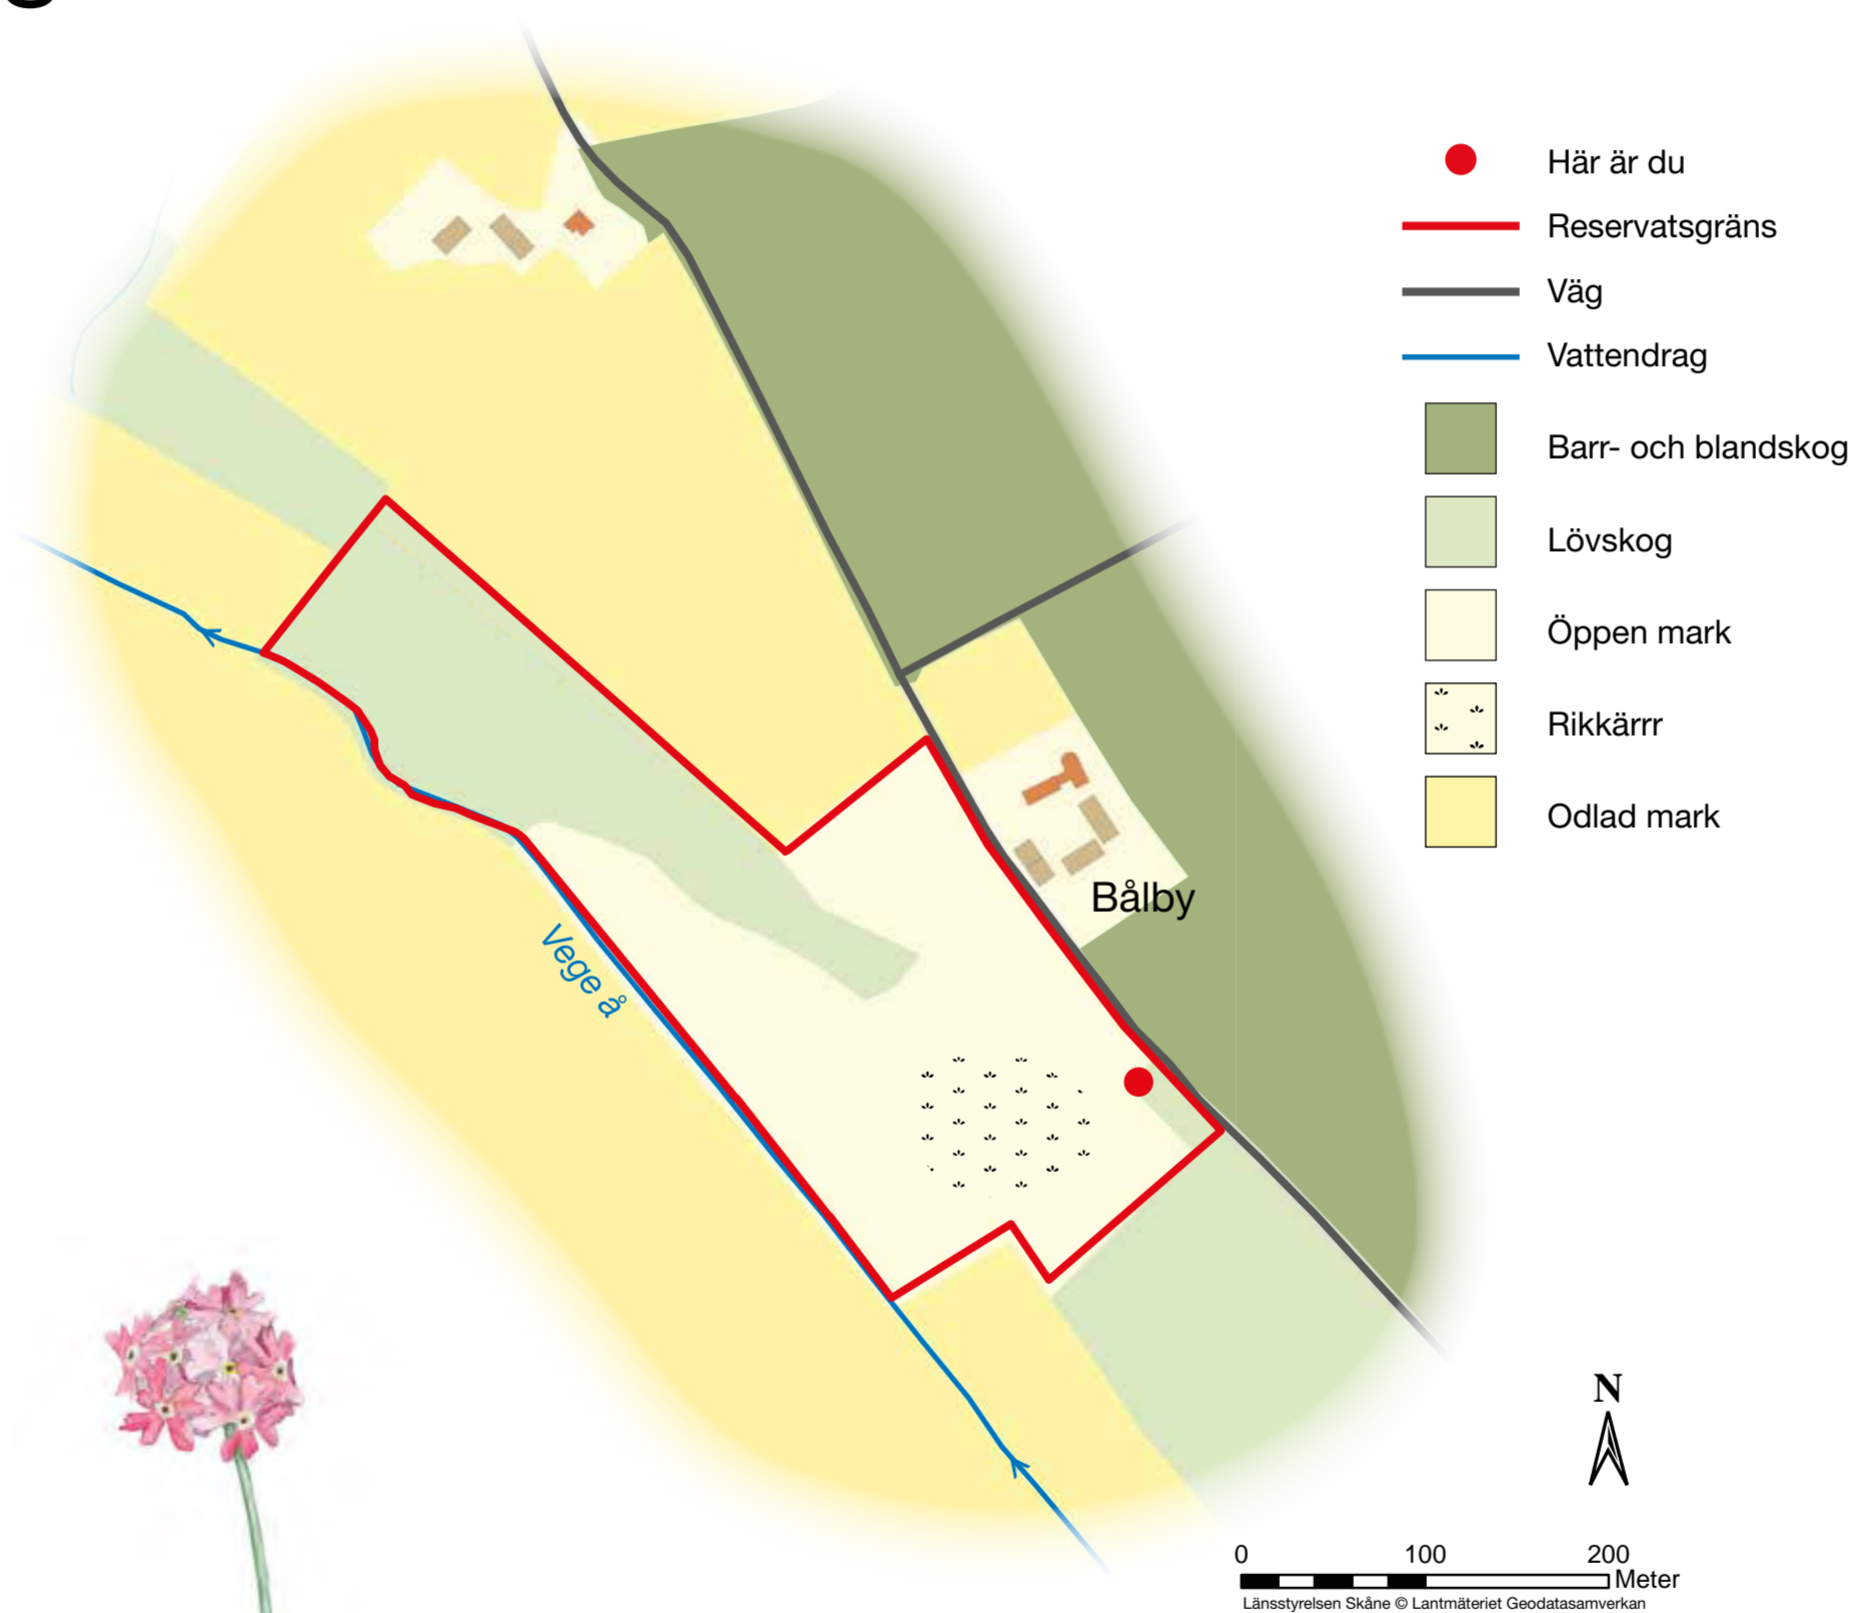 Här är du
Reservatsgräns
Väg
Vattendrag
Barr- och blandskog
Lövskog
Öppen mark
Rikkärrr
Odlad mark
Bålby
Vege å
N
0 100 200
Meter
Länsstyrelsen Skåne © Lantmäteriet Geodatasamverkan